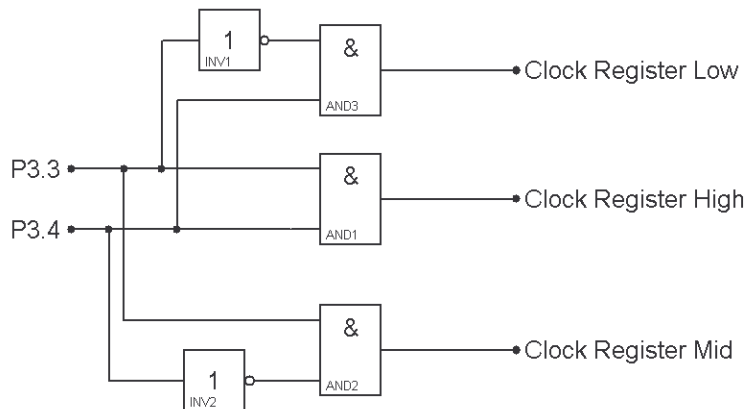 1
INV1
&
AND3
Clock Register Low
P3.3
&
AND1
Clock Register High
P3.4
&
AND2
Clock Register Mid
1
INV2